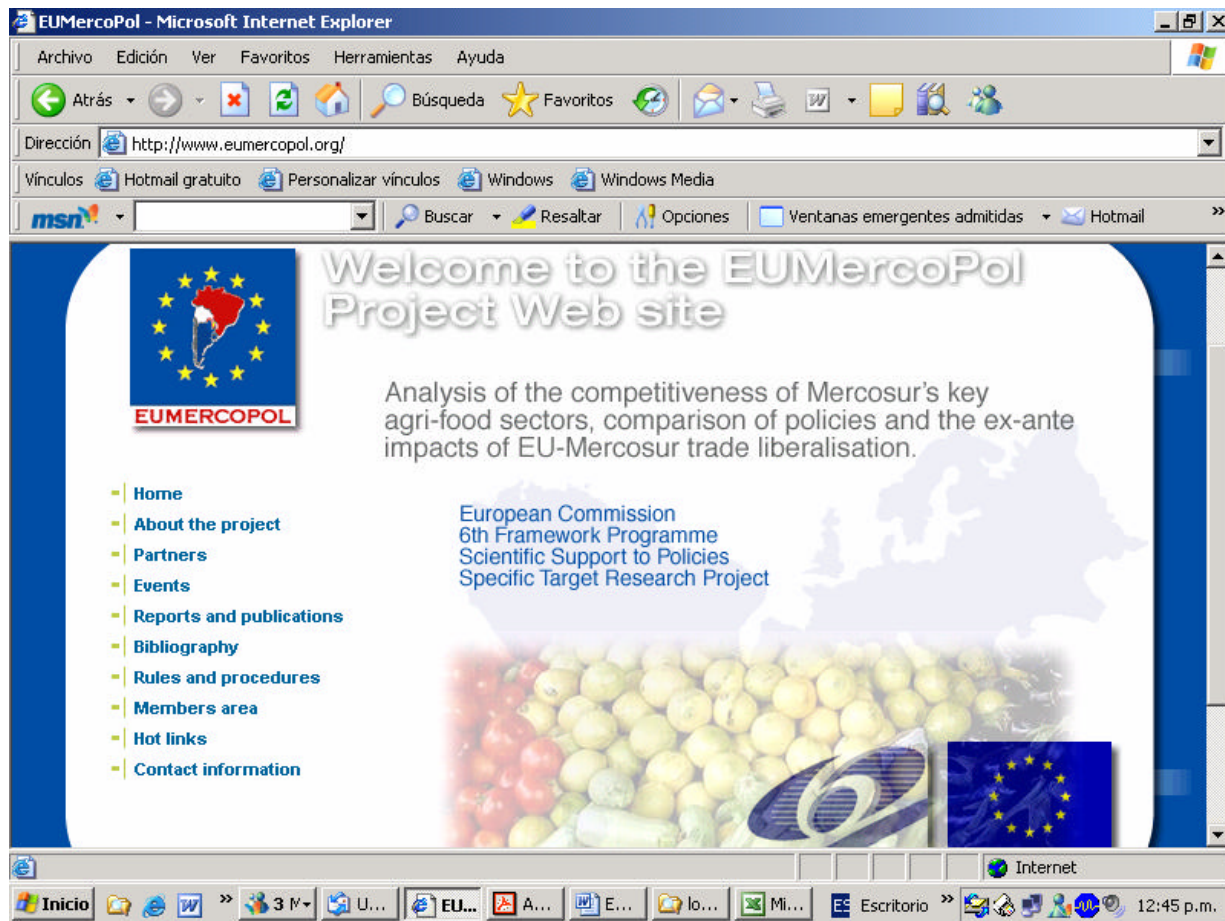 EUMercoPol - Microsoft Internet Explorer
Archivo Edición Ver Favoritos Herramientas Ayuda
Atrás Búsqueda Favoritos
Dirección http://www.eumercopol.org/
Vínculos Hotmail gratuito Personalizar vínculos Windows Windows Media
msn Buscar Resaltar Opciones Ventanas emergentes admitidas Hotmail »
Welcome to the EUMercoPol
Project Web site
EUMERCOPOL
Analysis of the competitiveness of Mercosur's key
agri-food sectors, comparison of policies and the ex-ante
impacts of EU-Mercosur trade liberalisation.
European Commission
6th Framework Programme
Scientific Support to Policies
Specific Target Research Project
Home
About the project
Partners
Events
Reports and publications
Bibliography
Rules and procedures
Members area
Hot links
Contact information
Internet
Inicio » 3 M U... EU... A... E... lo... Mi... ES Escritorio » 12:45 p.m.